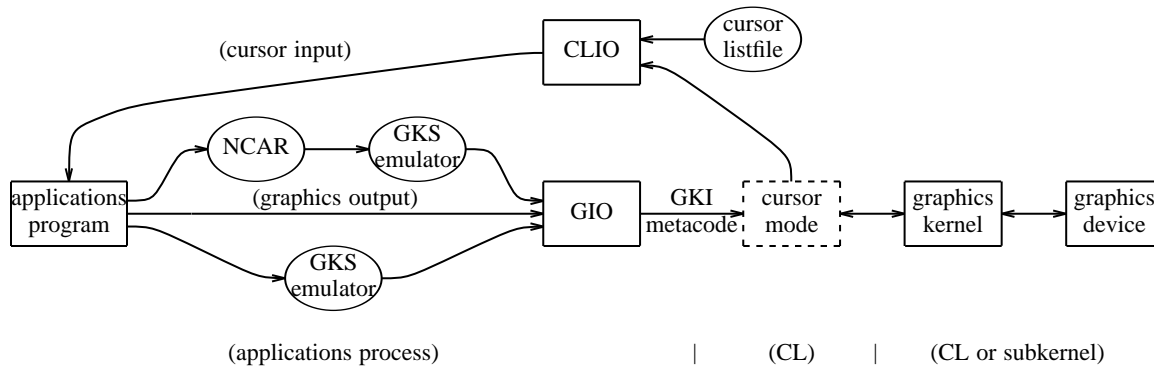 cursor
listfile
CLIO
(cursor input)
NCAR
GKS
emulator
applications
program
(graphics output)
GIO
GKI
metacode
cursor
mode
graphics
kernel
graphics
device
GKS
emulator
(applications process) | (CL) | (CL or subkernel)